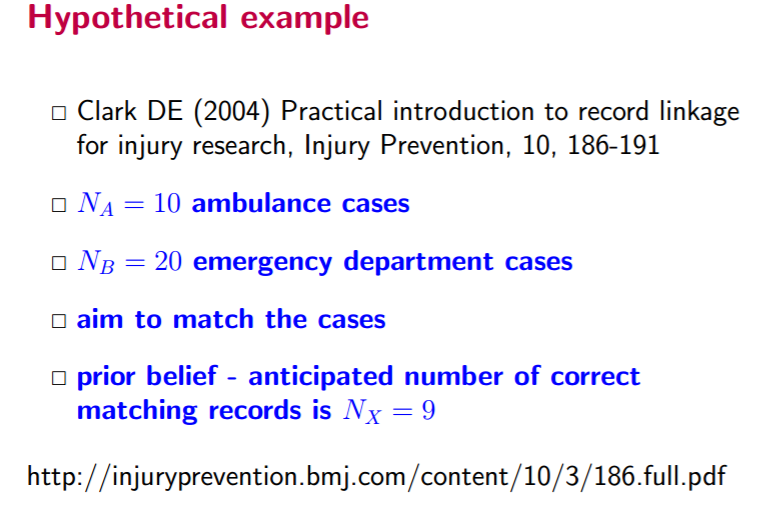 Hypothetical example
□ Clark DE (2004) Practical introduction to record linkage
for injury research, Injury Prevention, 10, 186-191
□ N_A = 10 ambulance cases
□ N_B = 20 emergency department cases
□ aim to match the cases
□ prior belief - anticipated number of correct
matching records is N_X = 9
http://injuryprevention.bmj.com/content/10/3/186.full.pdf